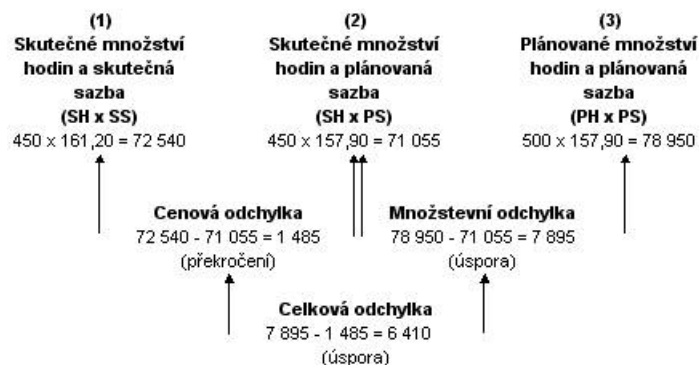 (1)
Skutečné množství
hodin a skutečná
sazba
(SH x SS)
450 x 161,20 = 72 540
(2)
Skutečné množství
hodin a plánovaná
sazba
(SH x PS)
450 x 157,90 = 71 055
(3)
Plánované množství
hodin a plánovaná
sazba
(PH x PS)
500 x 157,90 = 78 950
Cenová odchylka
72 540 - 71 055 = 1 485
(překročení)
Množstevní odchylka
78 950 - 71 055 = 7 895
(úspora)
Celková odchylka
7 895 - 1 485 = 6 410
(úspora)